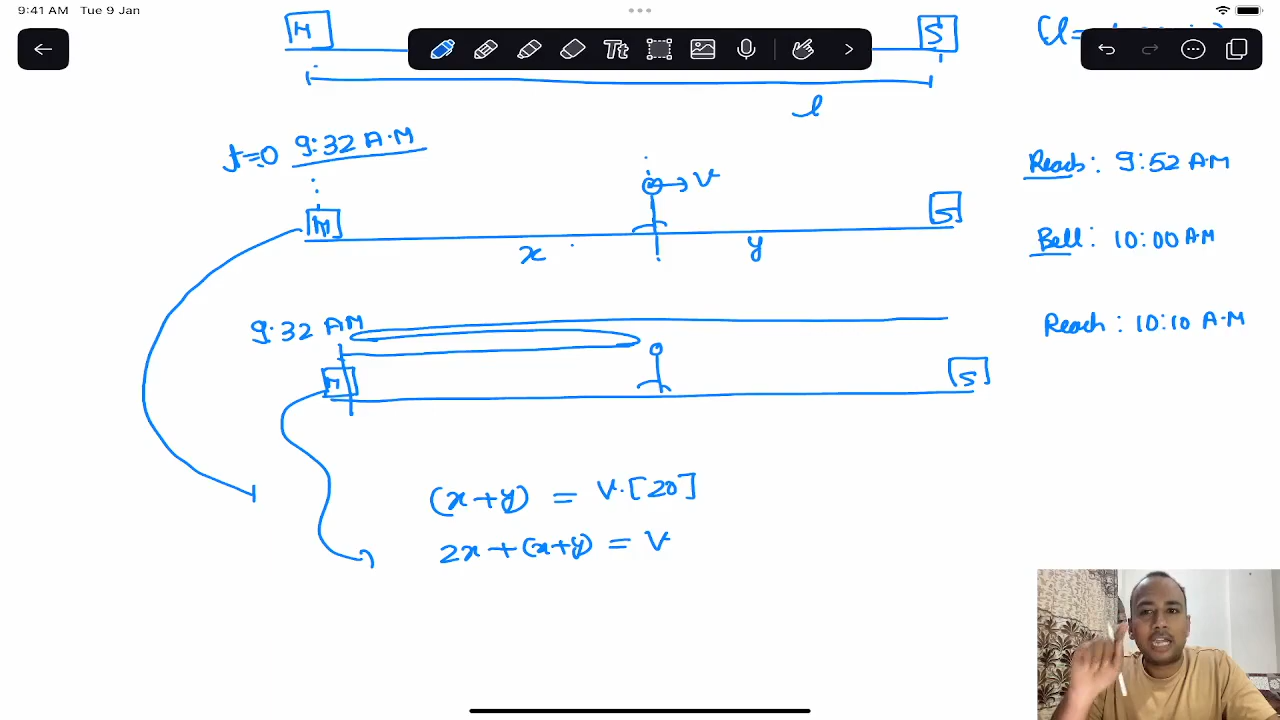 9:41 AM Tue 9 Jan
M
S
Tt
l
t=0 9:32 A.M
Reach: 9:52 AM
v
M
S
x
y
Bell: 10:00 AM
9:32 AM
Reach: 10:10 A.M
M
S
(x+y) = v.[20]
2x+(x+y) = v